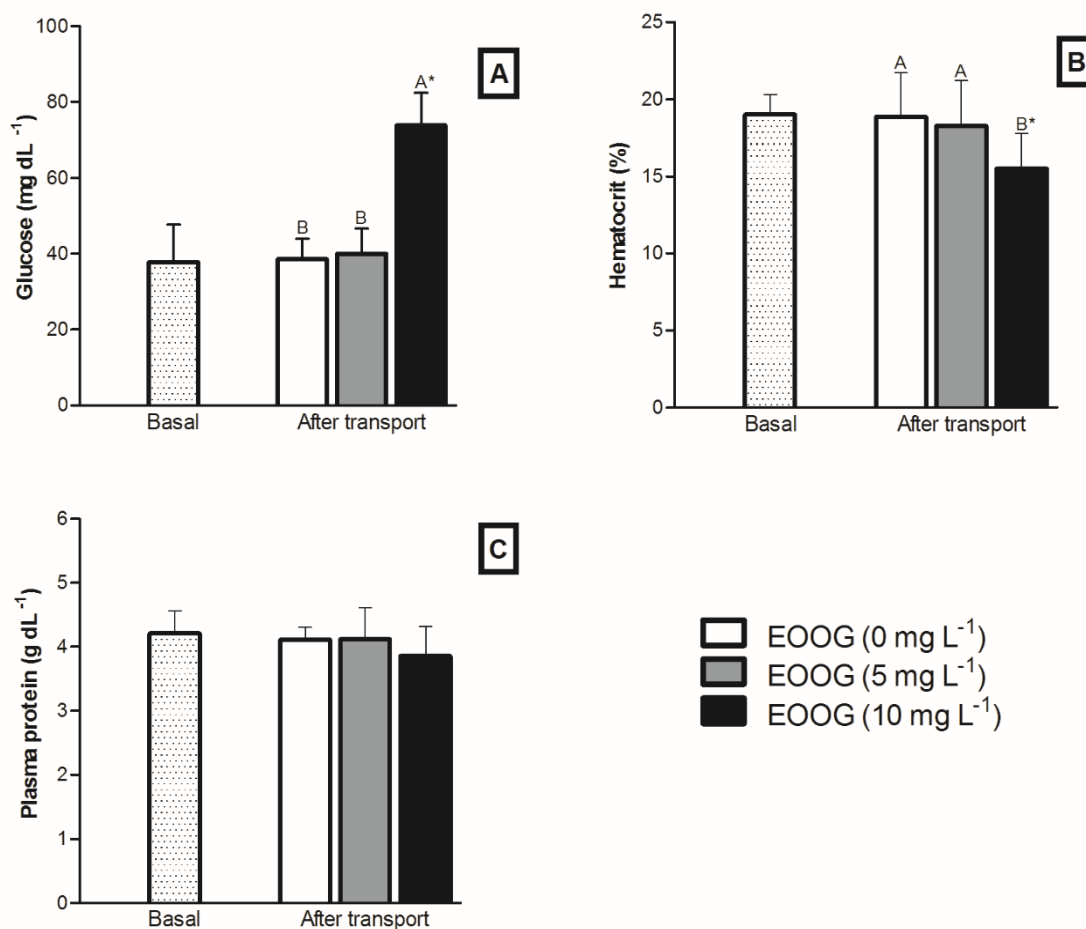 A
Glucose (mg dL -1)
100
80
60
40
20
0
B
B
A*
Basal
After transport
B
Hematocrit (%)
25
20
15
10
5
0
A
A
B*
Basal
After transport
C
Plasma protein (g dL -1)
6
5
4
3
2
1
0
Basal
After transport
EOOG (0 mg L-1)
EOOG (5 mg L-1)
EOOG (10 mg L-1)